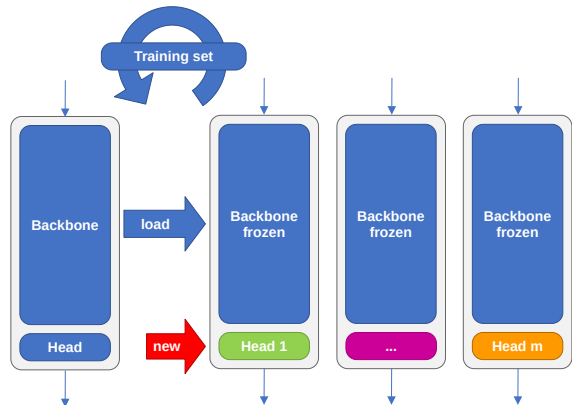 Training set
Backbone
load
Backbone
frozen
Backbone
frozen
Backbone
frozen
Head
new
Head 1
...
Head m